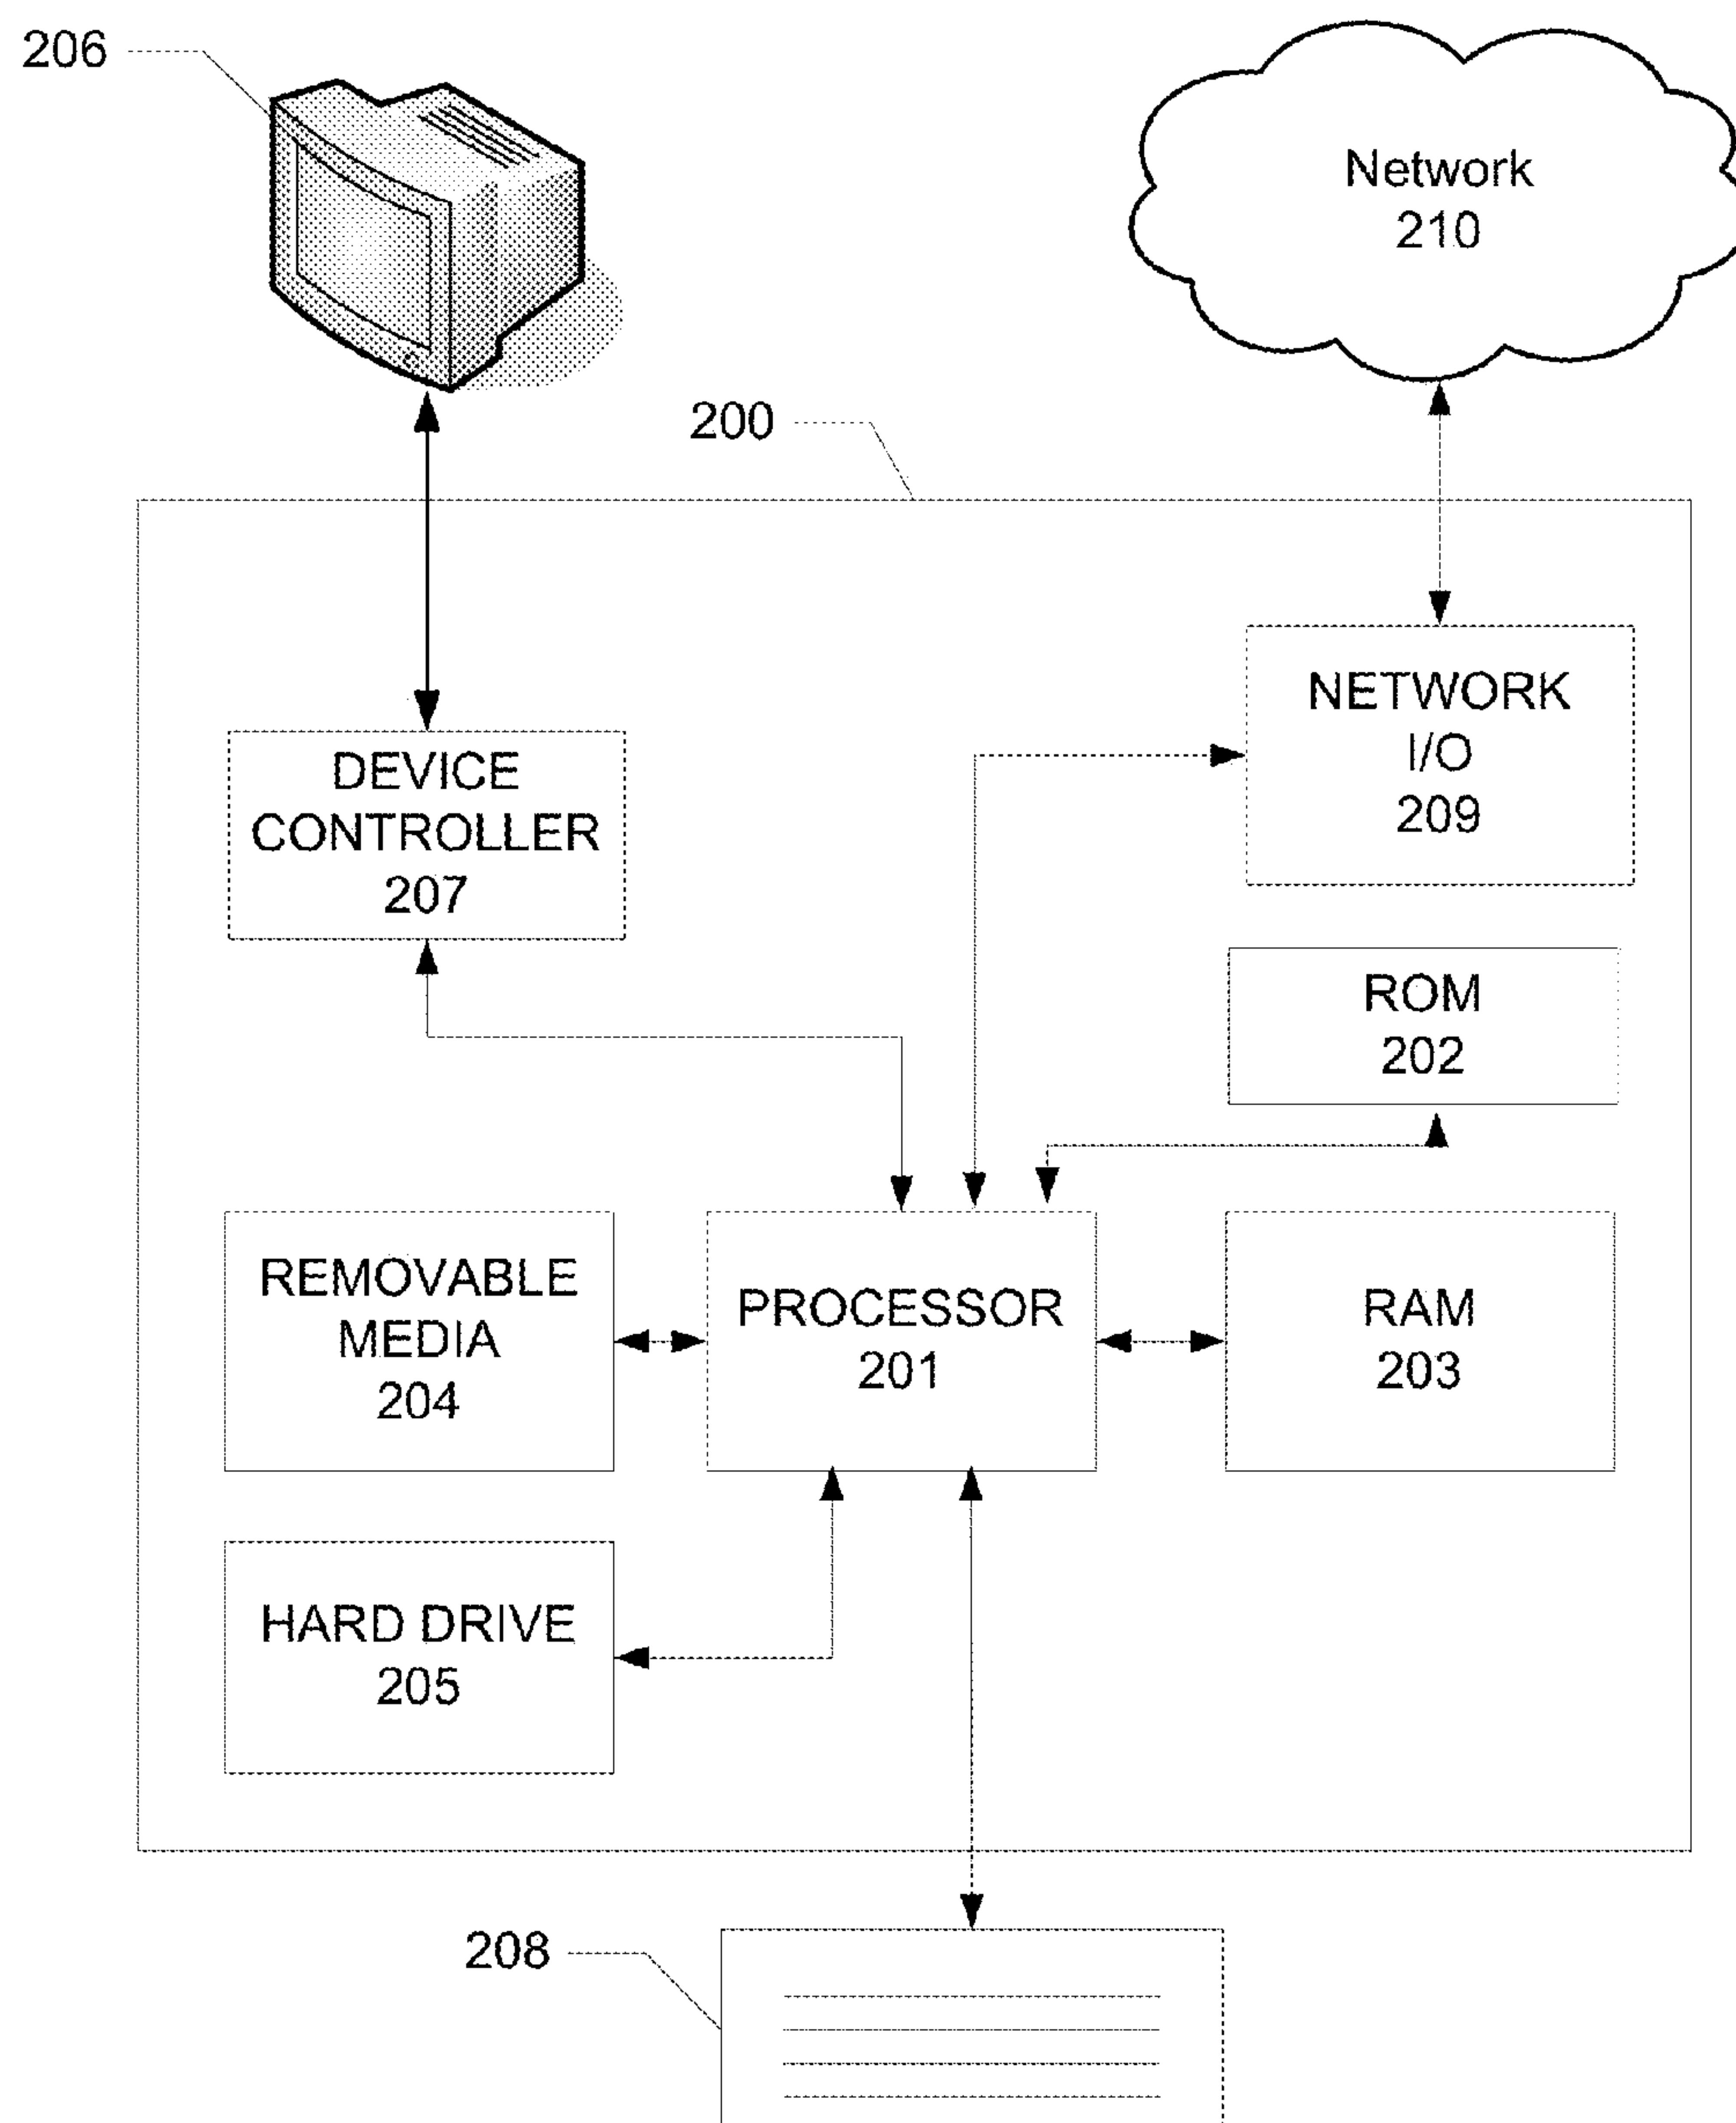 206
Network
210
200
NETWORK
I/O
209
DEVICE
CONTROLLER
207
ROM
202
REMOVABLE
MEDIA
204
PROCESSOR
201
RAM
203
HARD DRIVE
205
208